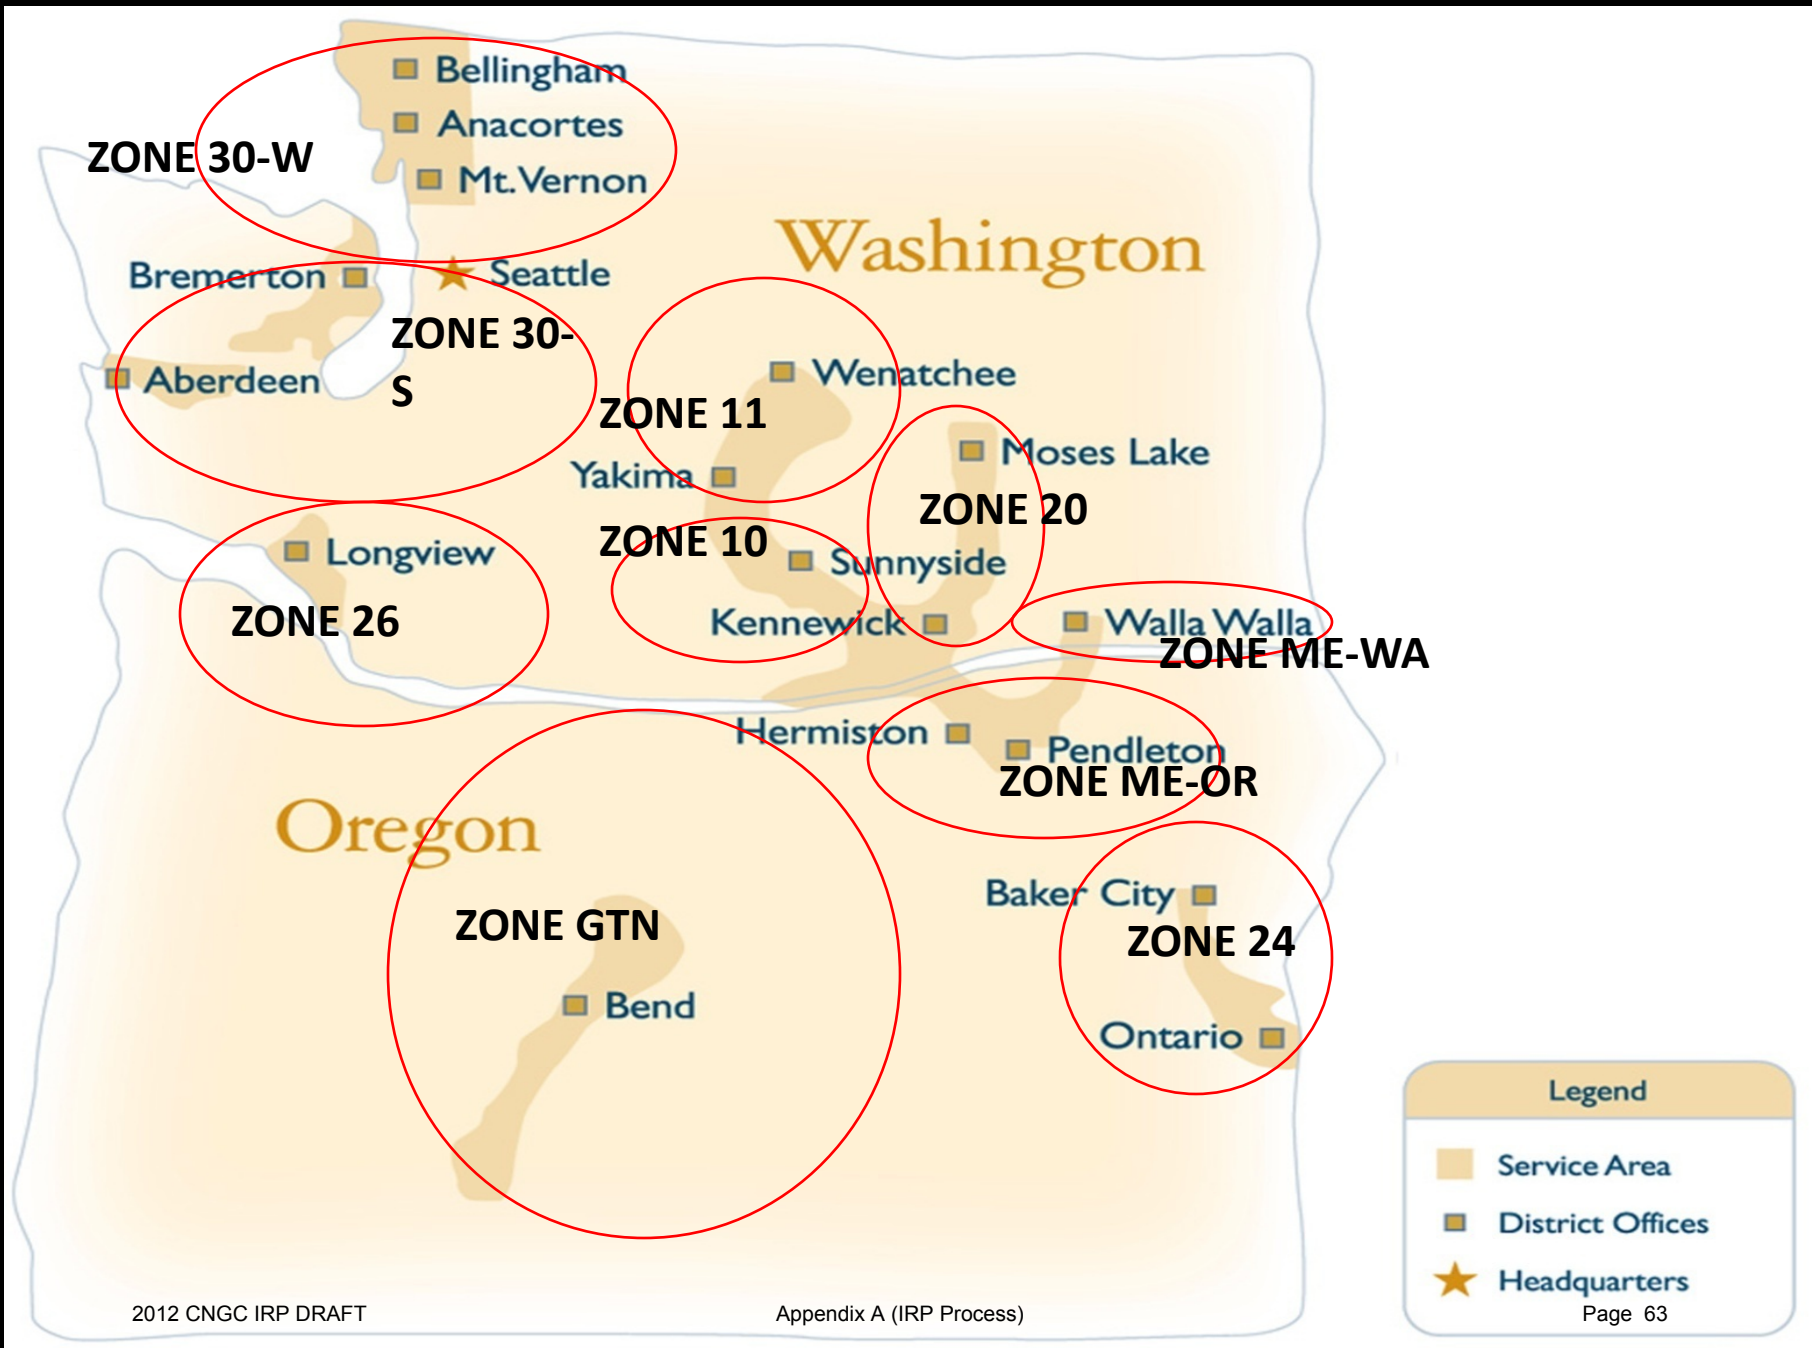 Bellingham
Anacortes
ZONE 30-W
Mt. Vernon
Washington
Bremerton
Seattle
ZONE 30-
S
Aberdeen
Wenatchee
ZONE 11
Moses Lake
Yakima
ZONE 20
ZONE 10
Longview
Sunnyside
ZONE 26
Kennewick
Walla Walla
ZONE ME-WA
Hermiston
Pendleton
ZONE ME-OR
Oregon
Baker City
ZONE GTN
ZONE 24
Bend
Ontario
Legend
Service Area
District Offices
Headquarters
2012 CNGC IRP DRAFT
Appendix A (IRP Process)
Page 63